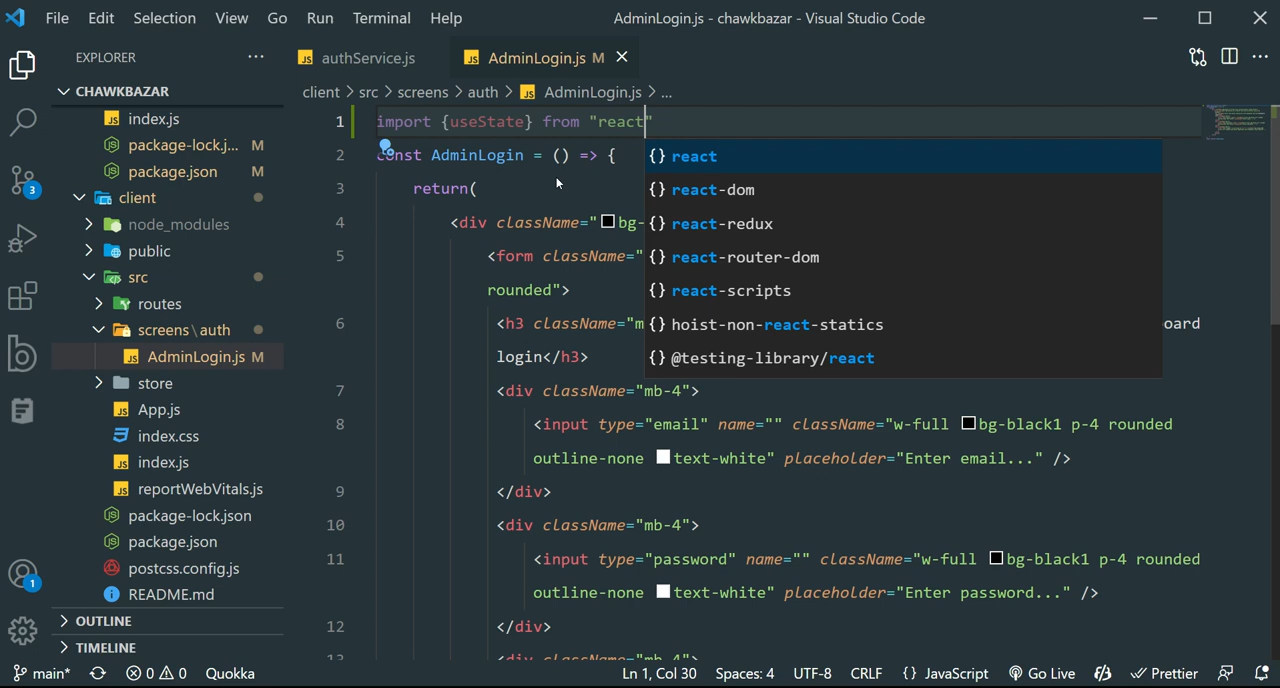 File Edit Selection View Go Run Terminal Help
AdminLogin.js - chawkbazar - Visual Studio Code
EXPLORER
CHAWKBAZAR
index.js
package-lock.j... M
package.json M
client
node_modules
public
src
routes
screens\auth
AdminLogin.js M
store
App.js
index.css
index.js
reportWebVitals.js
package-lock.json
package.json
postcss.config.js
README.md
OUTLINE
TIMELINE
3
1
authService.js AdminLogin.js M
client > src > screens > auth > AdminLogin.js > ...
1 import {useState} from "react"
2 const AdminLogin = () => {
3 return(
4 <div className="bg-
5 <form className="
rounded">
6 <h3 className="m oard
login</h3>
7 <div className="mb-4">
8 <input type="email" name="" className="w-full bg-black1 p-4 rounded
outline-none text-white" placeholder="Enter email..." />
9 </div>
10 <div className="mb-4">
11 <input type="password" name="" className="w-full bg-black1 p-4 rounded
outline-none text-white" placeholder="Enter password..." />
12 </div>
{} react
{} react-dom
{} react-redux
{} react-router-dom
{} react-scripts
{} hoist-non-react-statics
{} @testing-library/react
main* 0 0 Quokka Ln 1, Col 30 Spaces: 4 UTF-8 CRLF {} JavaScript Go Live Prettier